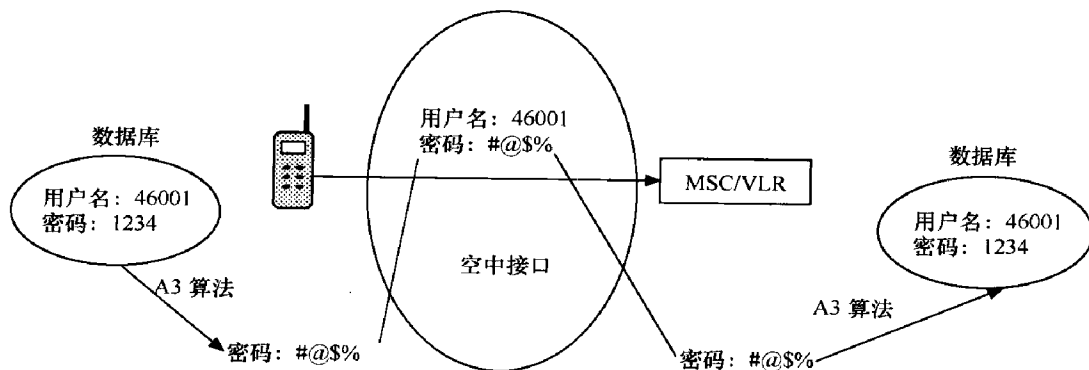 数据库
用户名：46001
密码：1234
A3 算法
密码：#@$%
用户名：46001
密码：#@$%
空中接口
MSC/VLR
数据库
用户名：46001
密码：1234
A3 算法
密码：#@$%